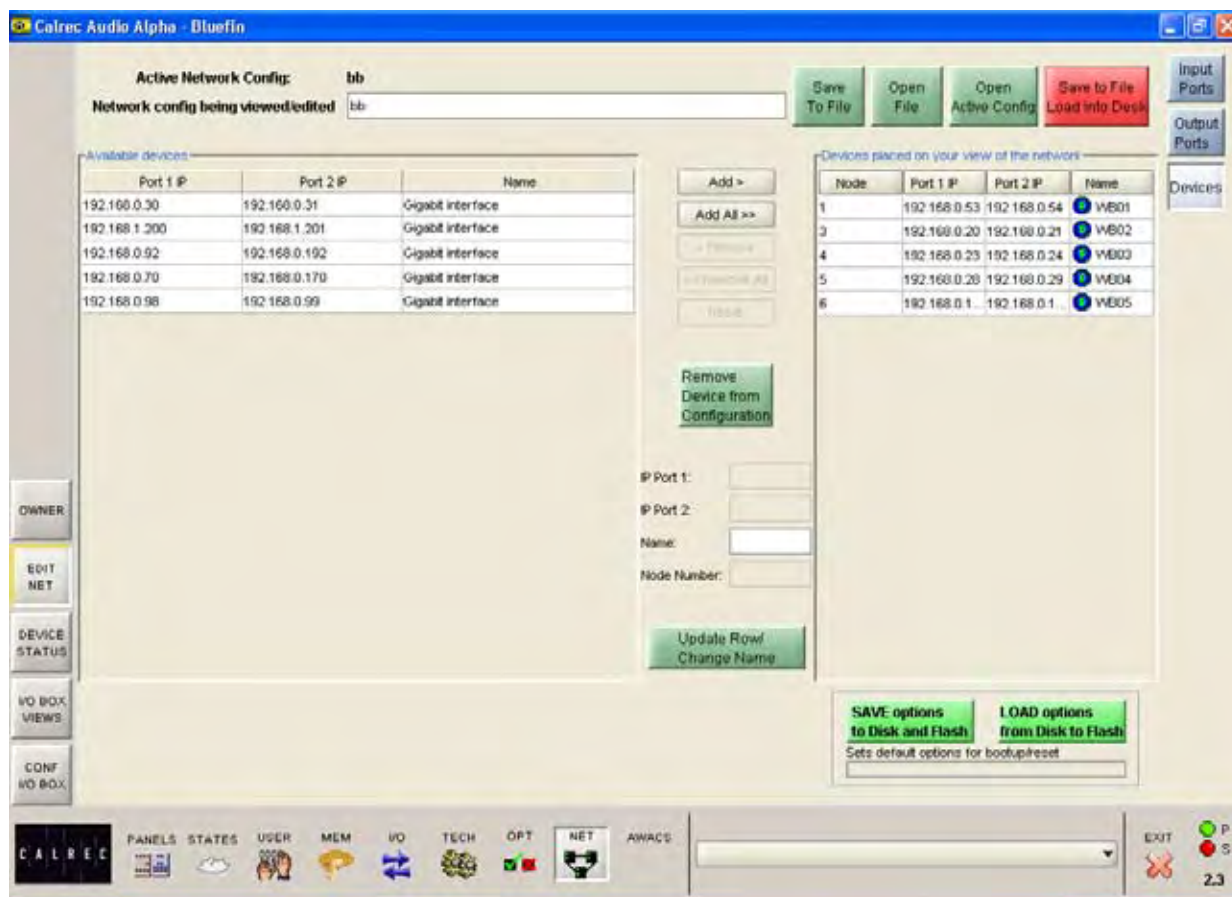 Calrec Audio Alpha - Bluefin
Active Network Config: bb
Network config being viewed/edited bb
Save To File
Open File
Open Active Config
Save to File Load into Desk
Input Ports
Output Ports
Devices
Available devices
Port 1 IP Port 2 IP Name
192.168.0.30 192.168.0.31 Gigabit interface
192.168.1.200 192.168.1.201 Gigabit interface
192.168.0.92 192.168.0.192 Gigabit interface
192.168.0.70 192.168.0.170 Gigabit interface
192.168.0.98 192.168.0.99 Gigabit interface
Add >
Add All >>
< Remove
Remove Device from Configuration
IP Port 1:
IP Port 2
Name:
Node Number:
Update Row/ Change Name
Devices placed on your view of the network
Node Port 1 IP Port 2 IP Name
1 192.168.0.53 192.168.0.54 WB01
3 192.168.0.20 192.168.0.21 WB02
4 192.168.0.23 192.168.0.24 WB03
5 192.168.0.28 192.168.0.29 WB04
6 192.168.0.1... 192.168.0.1... WB05
OWNER
EDIT NET
DEVICE STATUS
I/O BOX VIEWS
CONF I/O BOX
SAVE options to Disk and Flash
LOAD options from Disk to Flash
Sets default options for bootup/reset
CALREC
PANELS STATES USER MEM I/O TECH OPT NET AWACS
EXIT
P
S
2.3